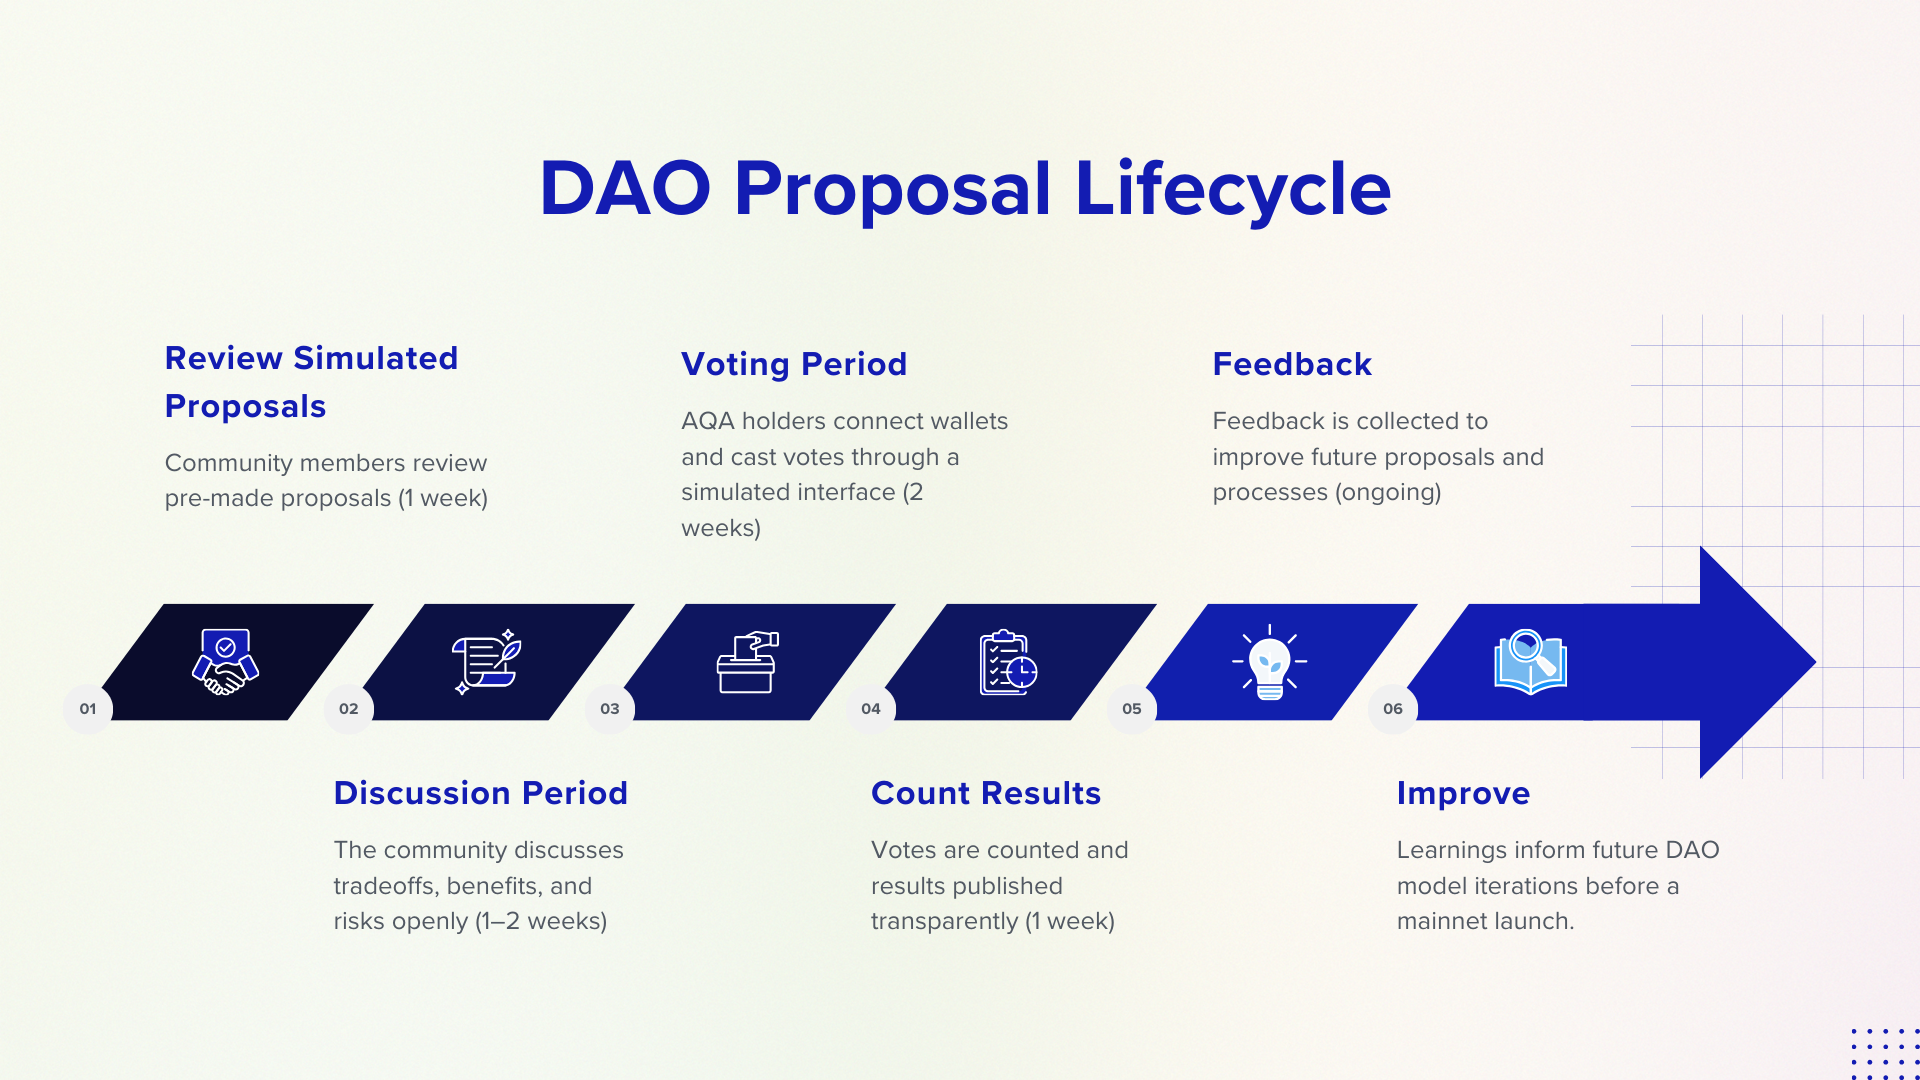 DAO Proposal Lifecycle
Review Simulated
Proposals
Community members review
pre-made proposals (1 week)
Voting Period
AQA holders connect wallets
and cast votes through a
simulated interface (2
weeks)
Feedback
Feedback is collected to
improve future proposals and
processes (ongoing)
01
02
03
04
05
06
Discussion Period
The community discusses
tradeoffs, benefits, and
risks openly (1–2 weeks)
Count Results
Votes are counted and
results published
transparently (1 week)
Improve
Learnings inform future DAO
model iterations before a
mainnet launch.